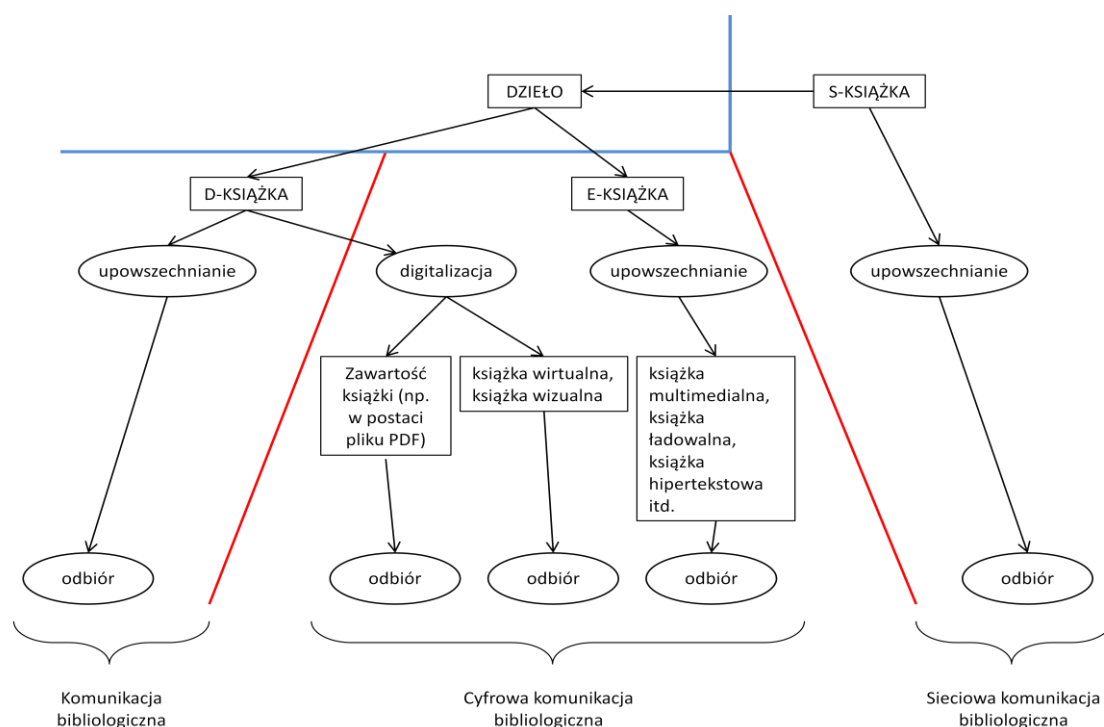 DZIEŁO
S-KSIĄŻKA
D-KSIĄŻKA
E-KSIĄŻKA
upowszechnianie
digitalizacja
upowszechnianie
upowszechnianie
Zawartość
książki (np.
w postaci
pliku PDF)
książka wirtualna,
książka wizualna
książka
multimedialna,
książka
ładowalna,
książka
hipertekstowa
itd.
odbiór
odbiór
odbiór
odbiór
odbiór
Komunikacja
bibliologiczna
Cyfrowa komunikacja
bibliologiczna
Sieciowa komunikacja
bibliologiczna